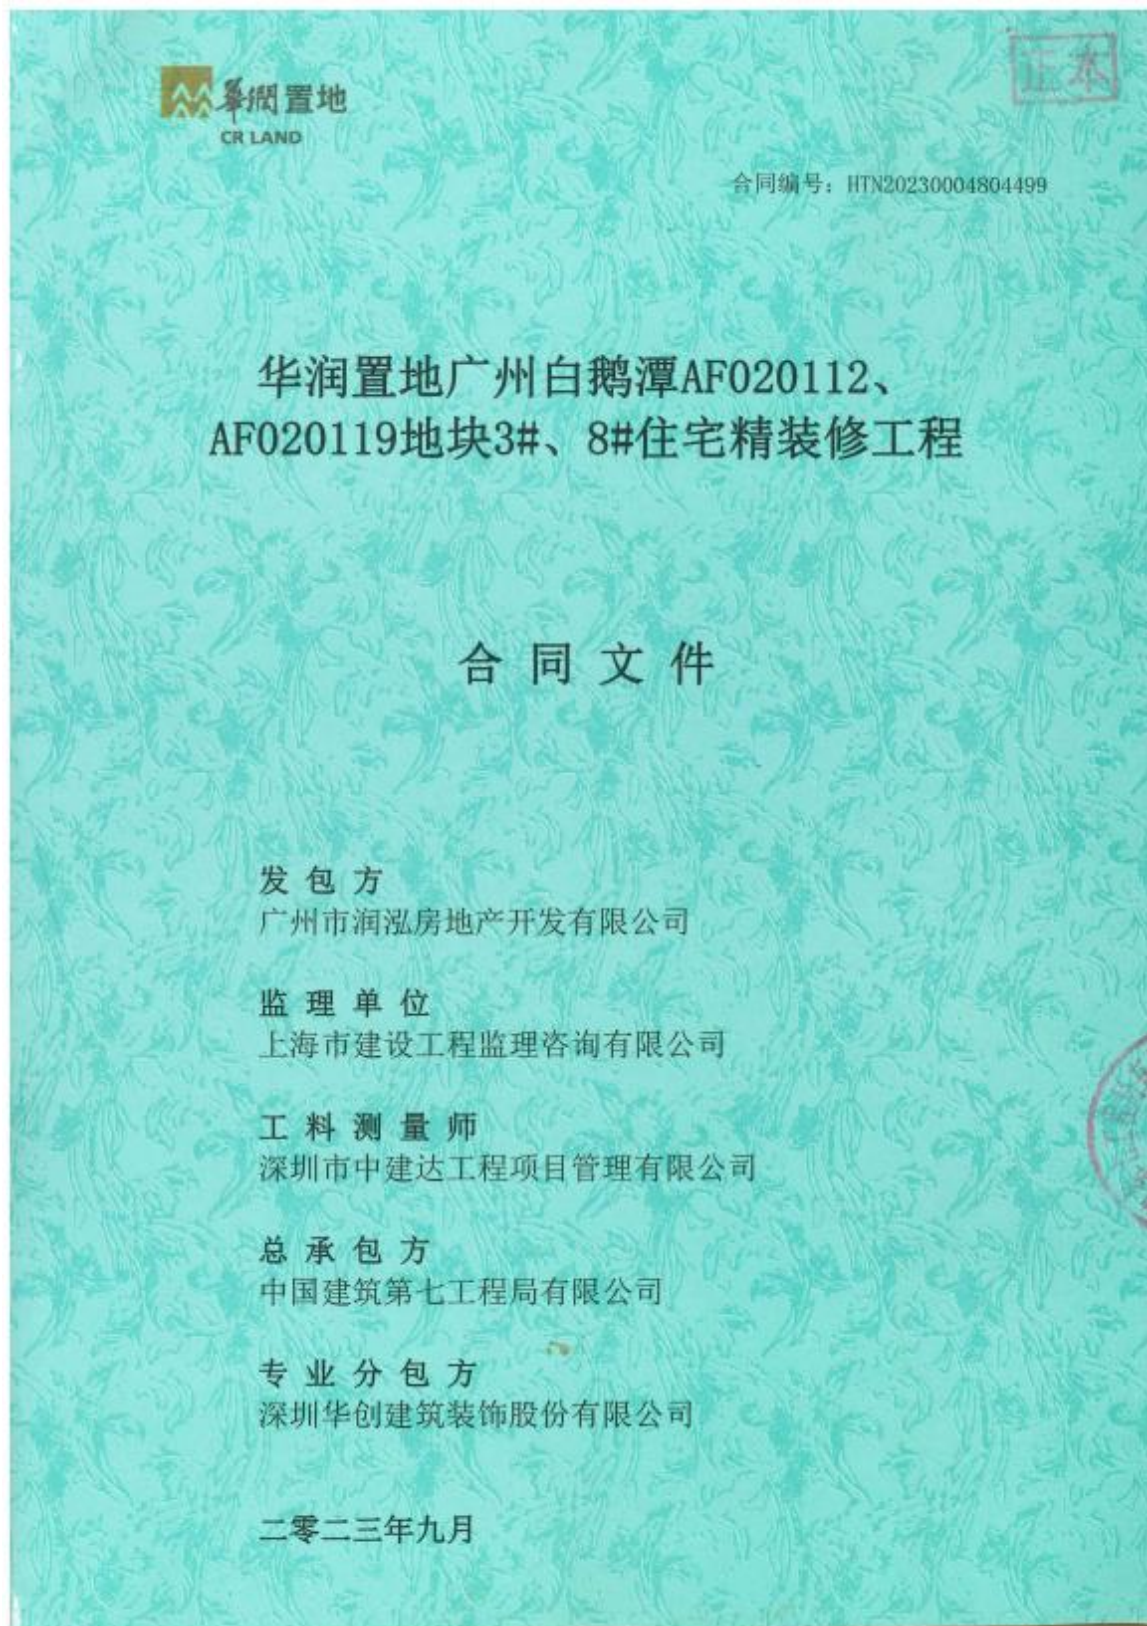 華潤置地
CR LAND
正本
合同编号：HTN20230004804499
华润置地广州白鹅潭AF020112、
AF020119地块3#、8#住宅精装修工程
合同文件
发包方
广州市润泓房地产开发有限公司
监理单位
上海市建设工程监理咨询有限公司
工料测量师
深圳市中建达工程项目管理有限公司
总承包方
中国建筑第七工程局有限公司
专业分包方
深圳华创建筑装饰股份有限公司
二零二三年九月